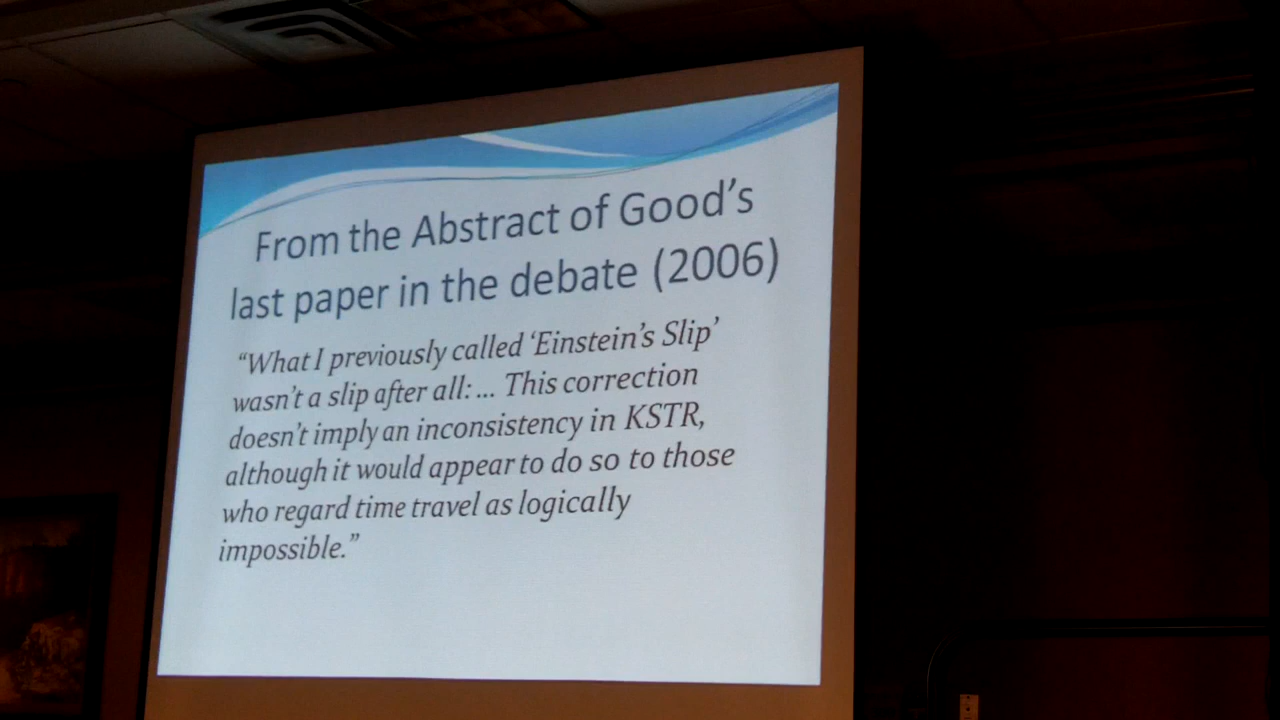 From the Abstract of Good's
last paper in the debate (2006)
“What I previously called ‘Einstein’s Slip’
wasn’t a slip after all: ... This correction
doesn’t imply an inconsistency in KSTR,
although it would appear to do so to those
who regard time travel as logically
impossible.”